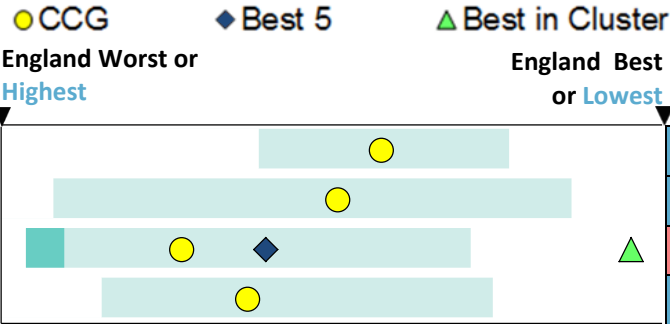 CCG Best 5 Best in Cluster
England Worst or England Best
Highest or Lowest